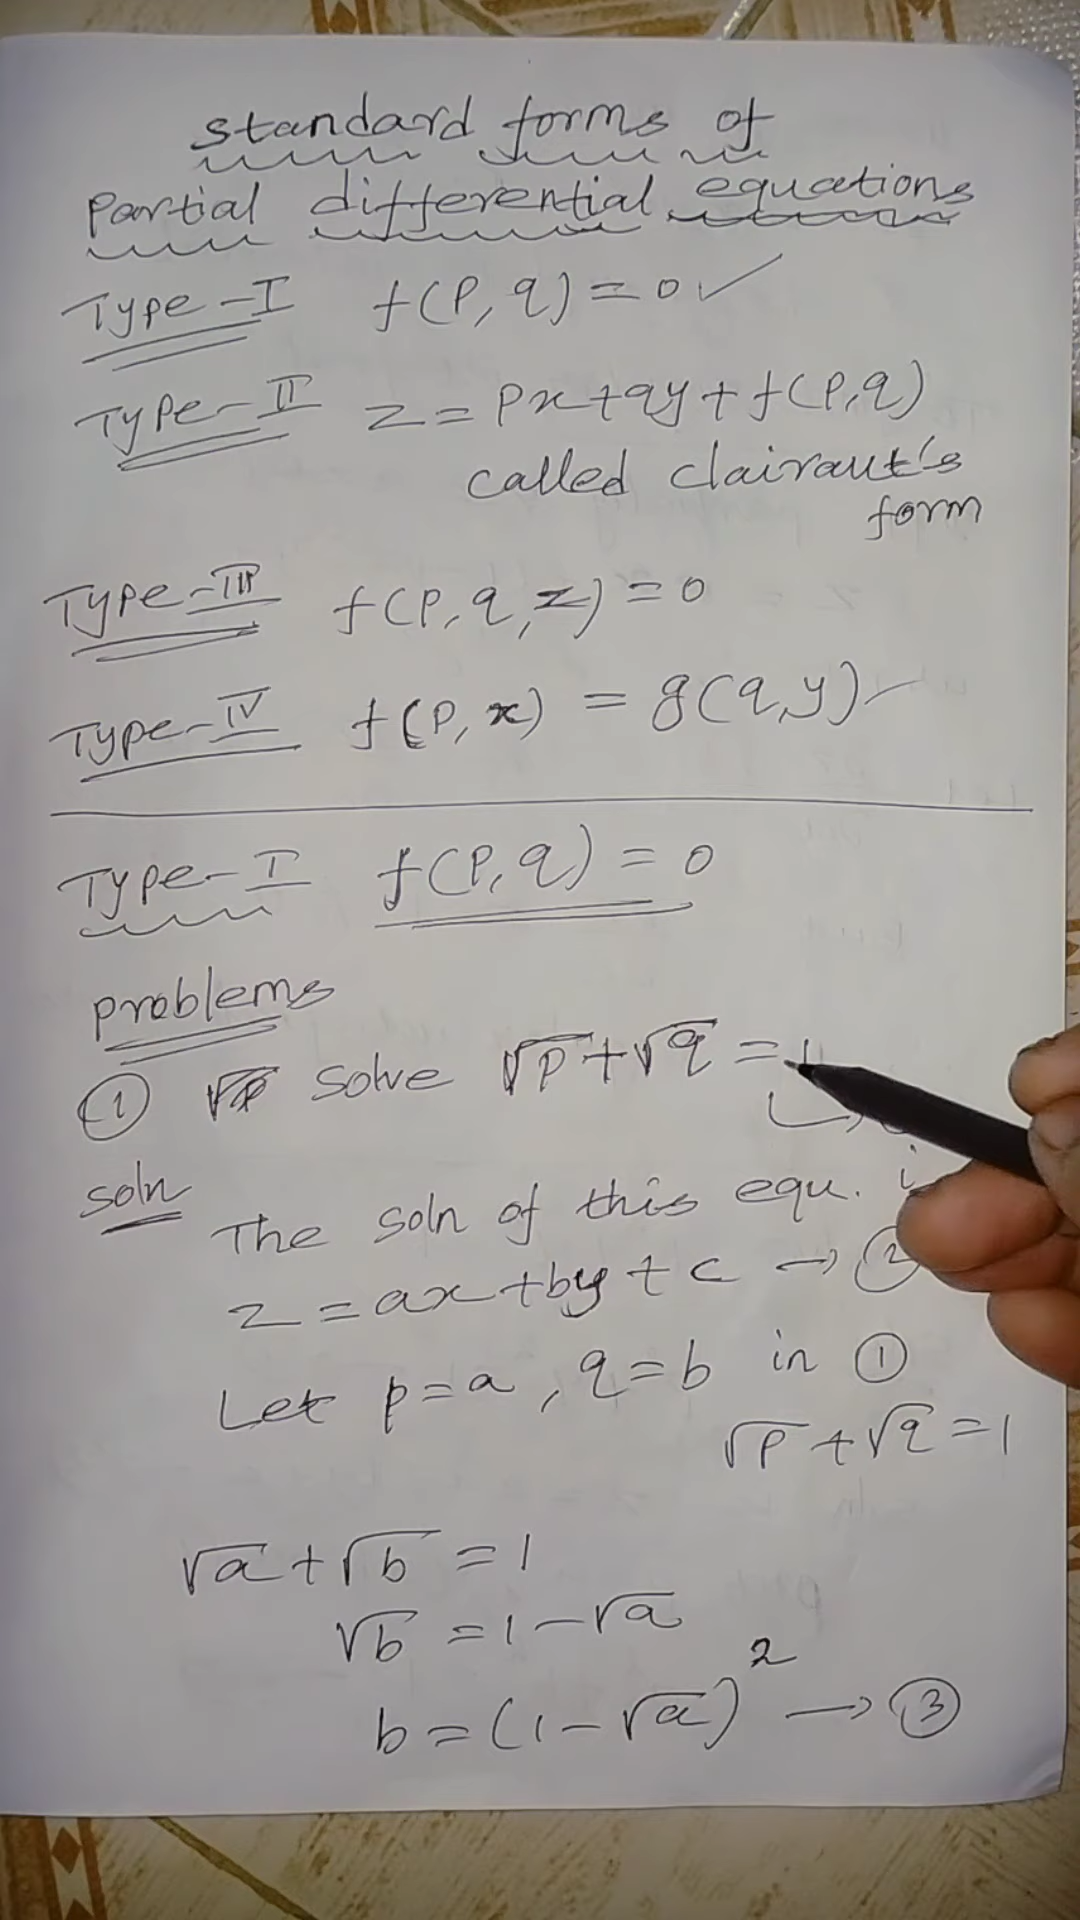 standard forms of
partial differential equations
Type-I f(p, q) = 0 ✓
Type-II z = px + qy + f(p, q)
called clairaut's
form
Type-III f(p, q, z) = 0
Type-IV f(p, x) = g(q, y)
Type-I f(p, q) = 0
problems
① Solve √p + √q = 1
soln
The soln of this equ.
z = ax + by + c → ②
Let p = a, q = b in ①
√p + √q = 1
√a + √b = 1
√b = 1 - √a
b = (1 - √a)² → ③